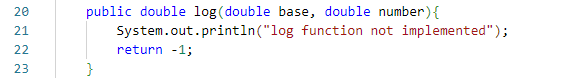 20 public double log(double base, double number){
21 System.out.println("log function not implemented");
22 return -1;
23 }